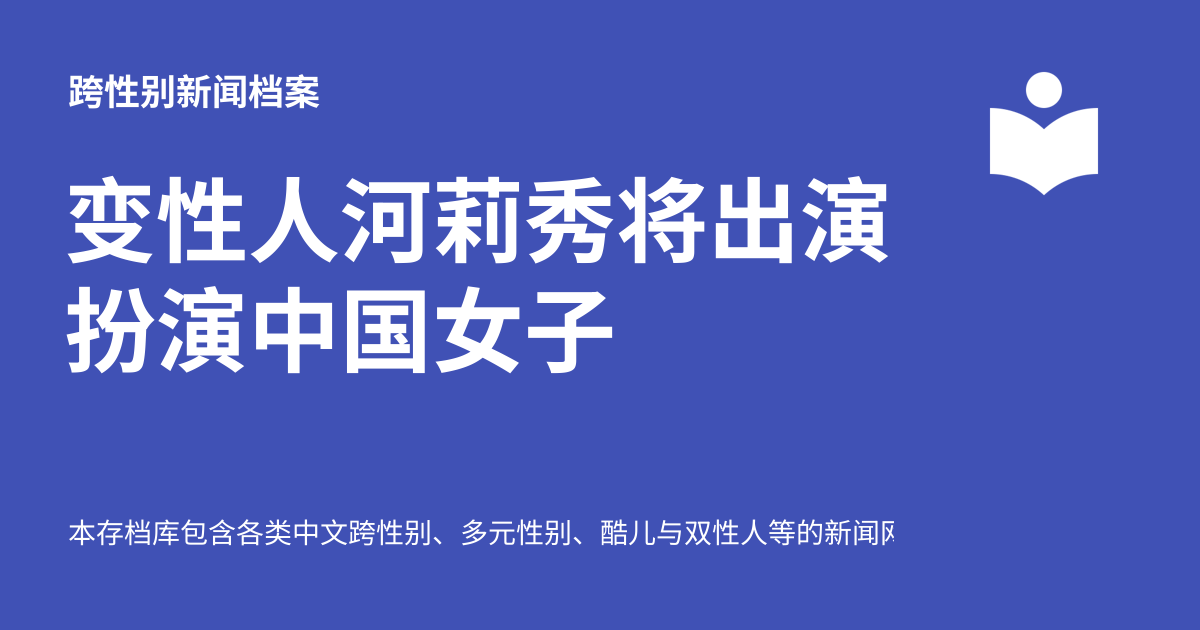 跨性别新闻档案
变性人河莉秀将出演
扮演中国女子
本存档库包含各类中文跨性别、多元性别、酷儿与双性人等的新闻